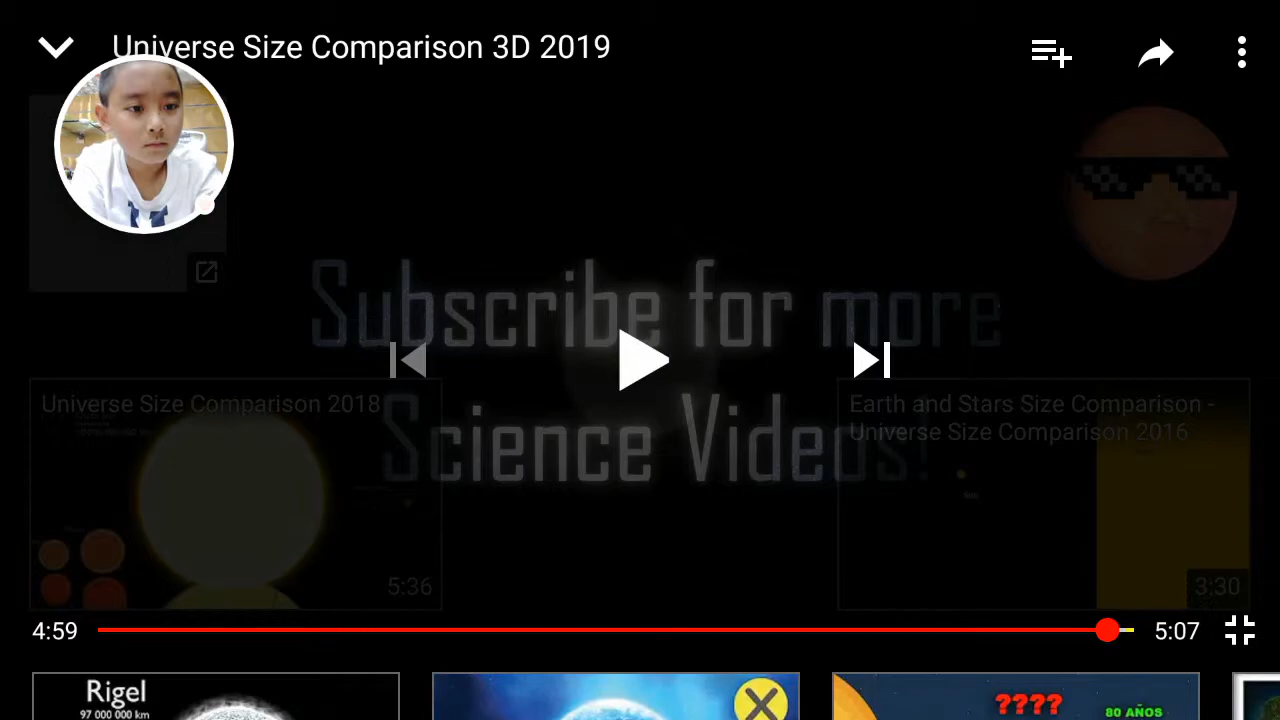 Universe Size Comparison 3D 2019
Subscribe for more
Science Videos!
Universe Size Comparison 2018
5:36
Earth and Stars Size Comparison -
Universe Size Comparison 2016
3:30
4:59
5:07
Rigel
97 000 000 km
????
80 AÑOS